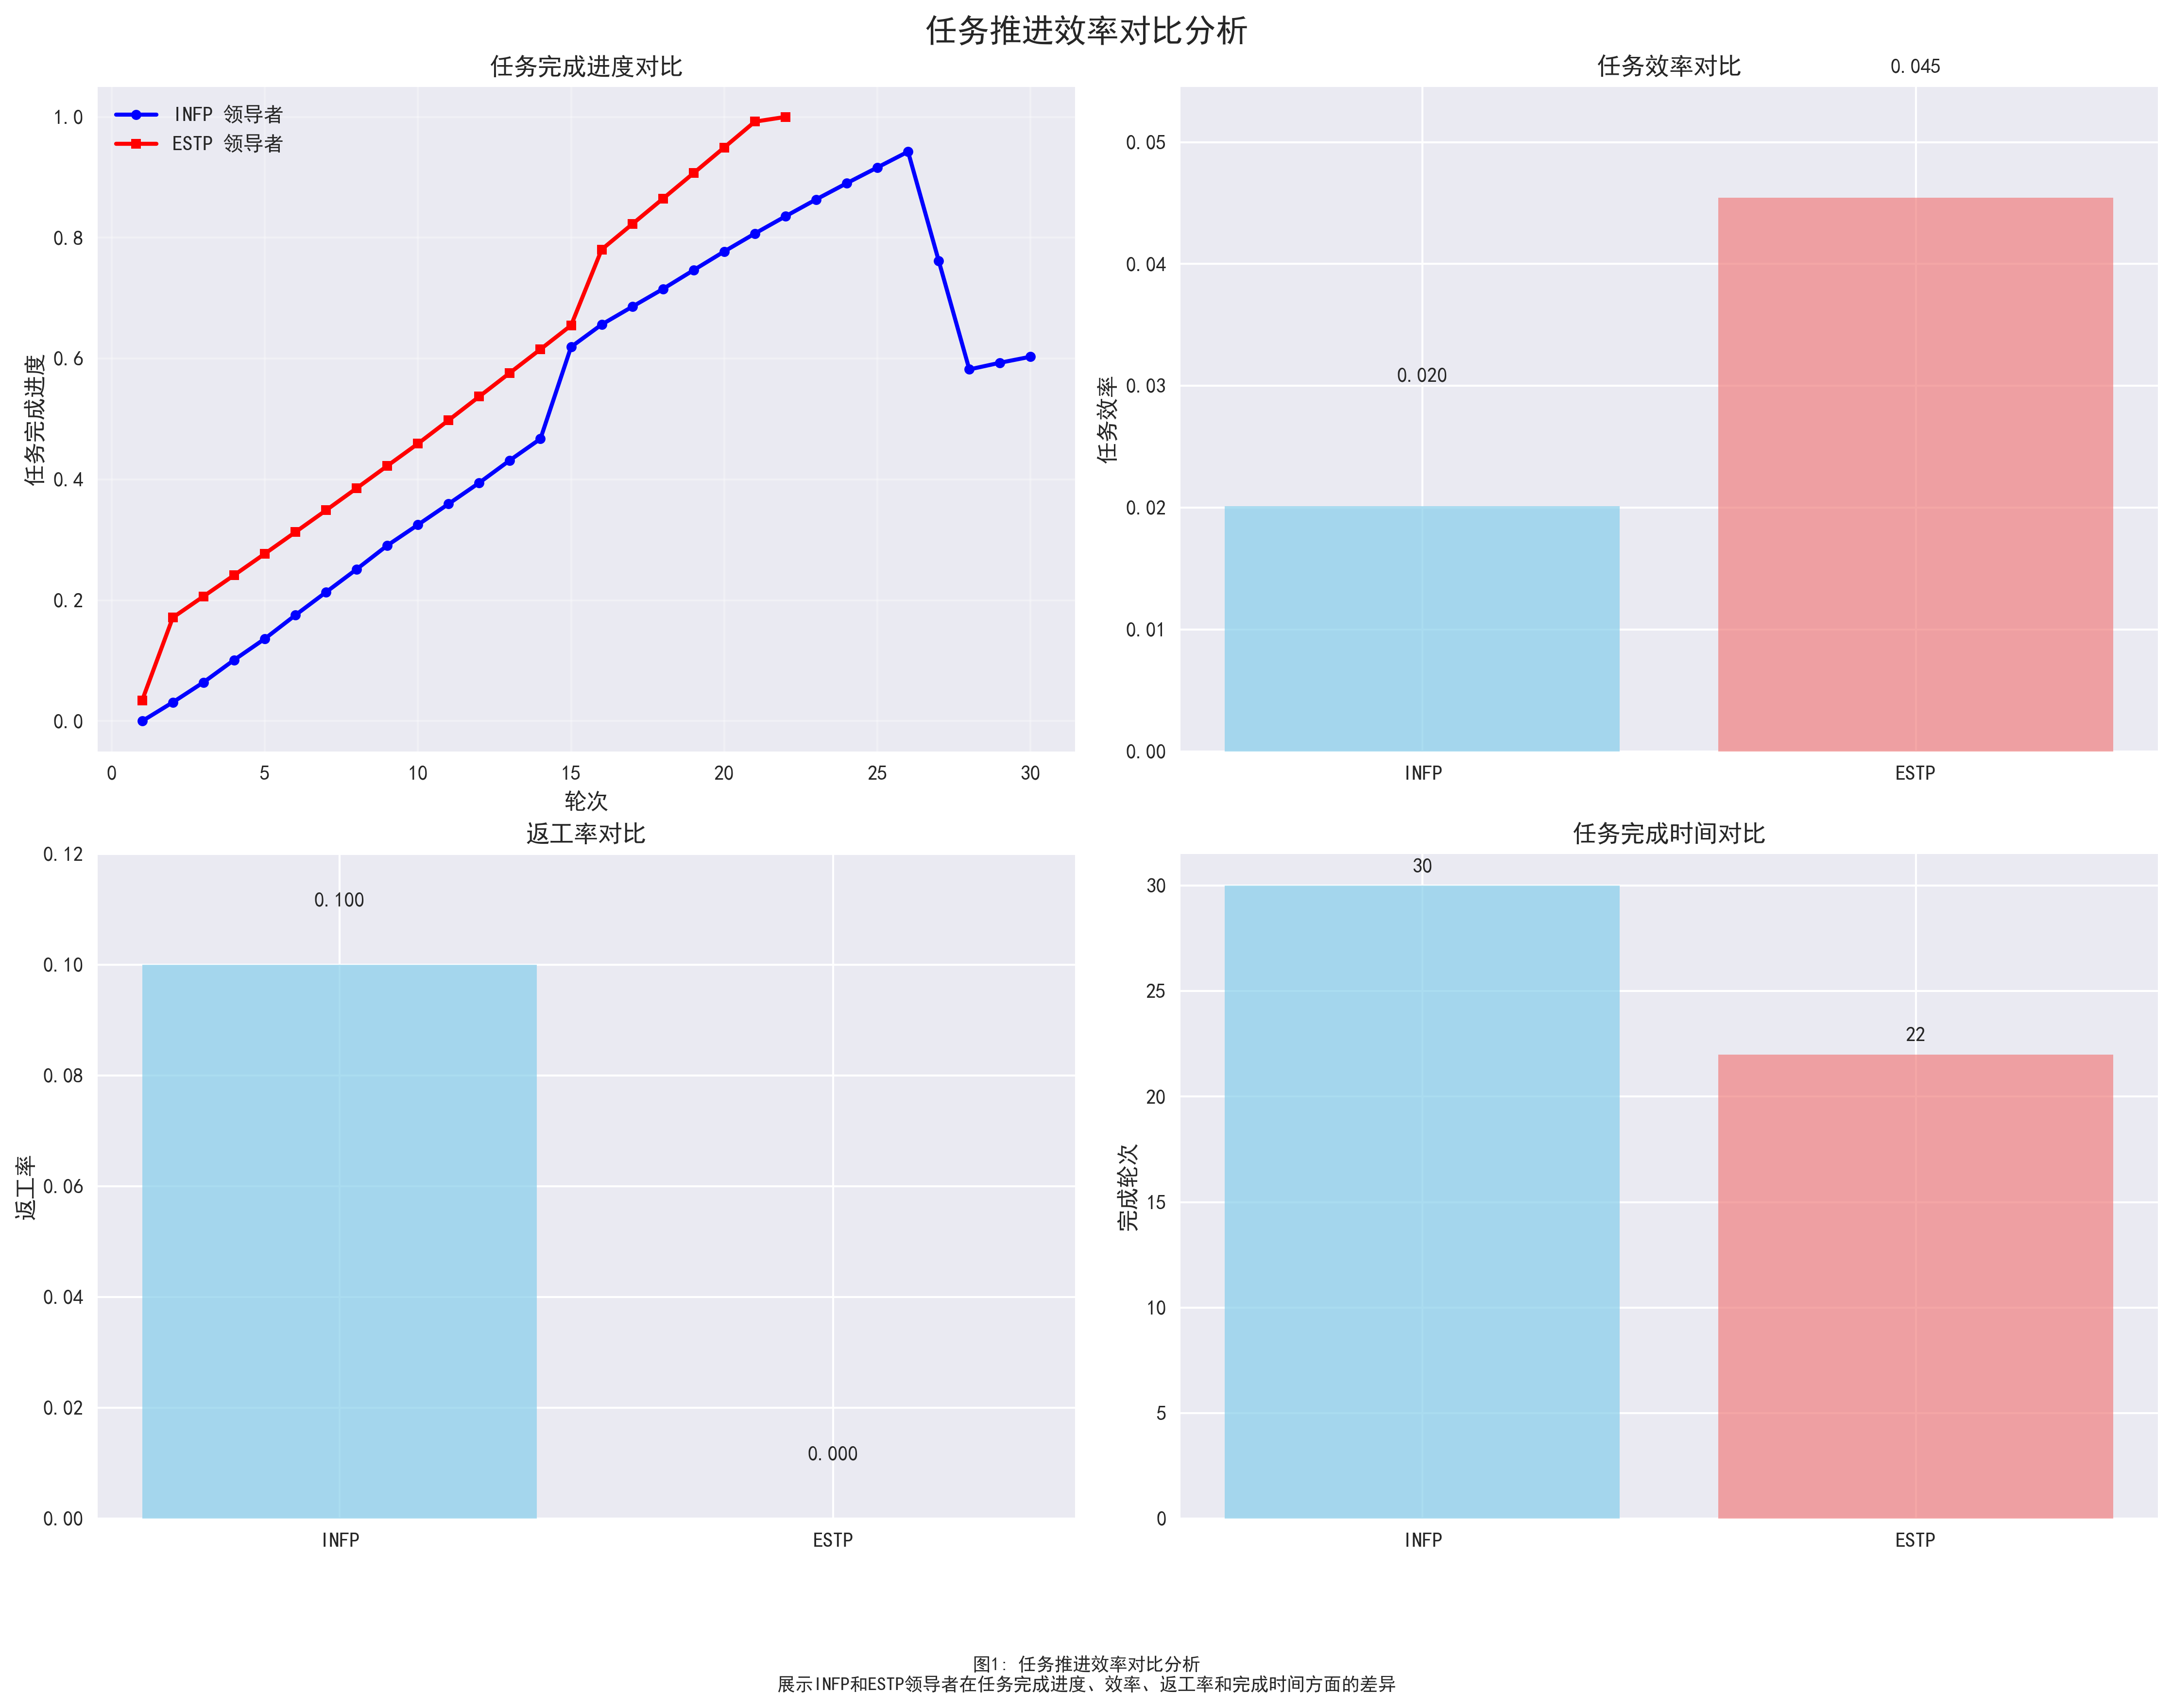 任务推进效率对比分析
任务完成进度对比
INFP 领导者
ESTP 领导者
1.0
0.8
0.6
0.4
0.2
0.0
任务完成进度
0 5 10 15 20 25 30
轮次
任务效率对比
0.045
0.020
0.05
0.04
0.03
0.02
0.01
0.00
任务效率
INFP ESTP
返工率对比
0.12
0.10
0.08
0.06
0.04
0.02
0.00
返工率
0.100
0.000
INFP ESTP
任务完成时间对比
30
22
30
25
20
15
10
5
0
完成轮次
INFP ESTP
图1: 任务推进效率对比分析
展示INFP和ESTP领导者在任务完成进度、效率、返工率和完成时间方面的差异